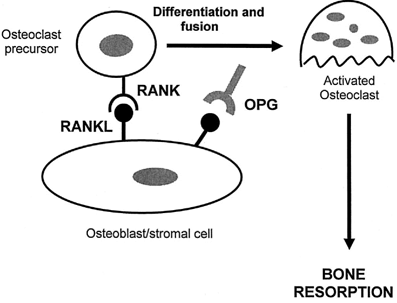 Osteoclast
precursor
Differentiation and
fusion
RANK
RANKL
OPG
Activated
Osteoclast
Osteoblast/stromal cell
BONE
RESORPTION